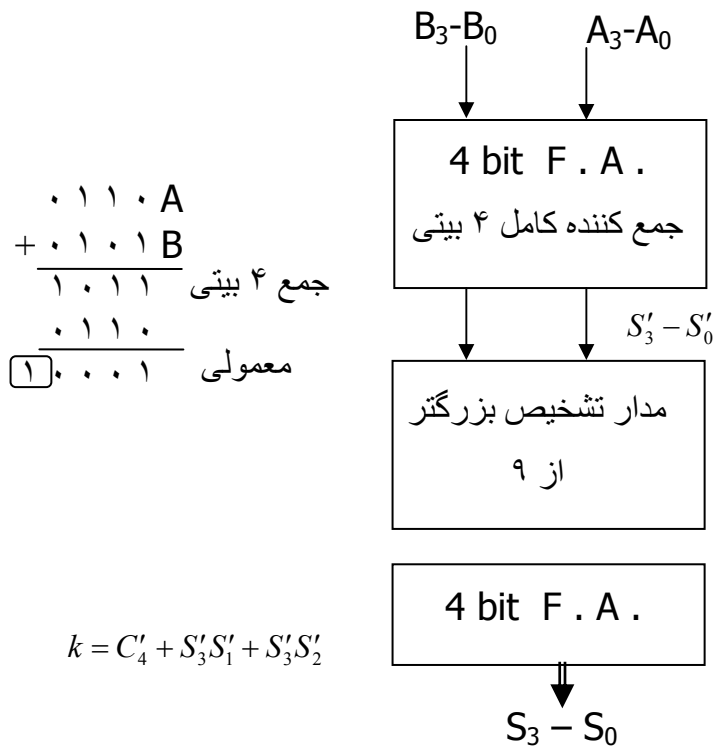 B₃-B₀ A₃-A₀
4 bit F . A .
جمع کننده کامل ۴ بیتی
۰ ۱ ۱ ۰ A
+ ۰ ۱ ۰ ۱ B
۱ ۰ ۱ ۱ جمع ۴ بیتی
۰ ۱ ۱ ۰
۱ ۰ ۰ ۰ ۱ معمولی
S′₃ − S′₀
مدار تشخیص بزرگتر
از ۹
4 bit F . A .
k = C′₄ + S′₃S′₁ + S′₃S′₂
S₃ – S₀